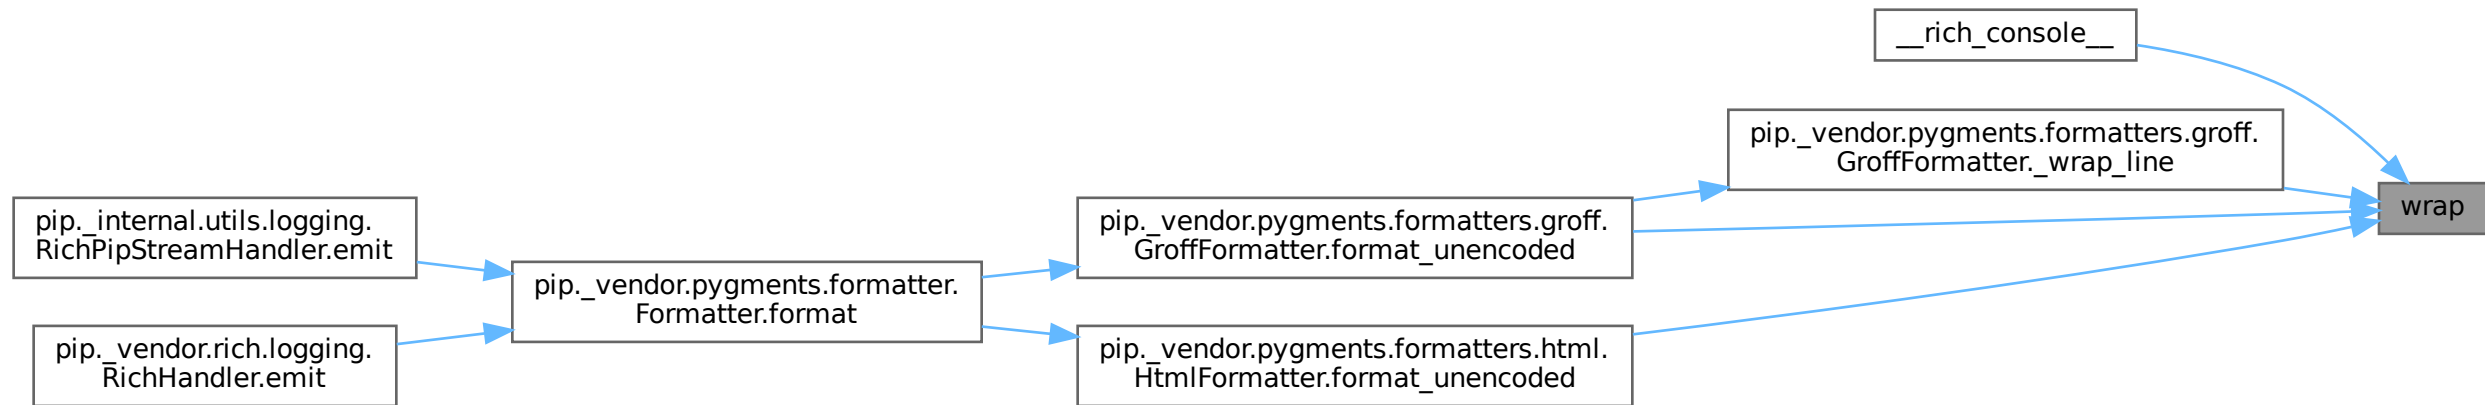 __rich_console__
pip._vendor.pygments.formatters.groff.
GroffFormatter._wrap_line
wrap
pip._internal.utils.logging.
RichPipStreamHandler.emit
pip._vendor.pygments.formatters.groff.
GroffFormatter.format_unencoded
pip._vendor.pygments.formatter.
Formatter.format
pip._vendor.rich.logging.
RichHandler.emit
pip._vendor.pygments.formatters.html.
HtmlFormatter.format_unencoded